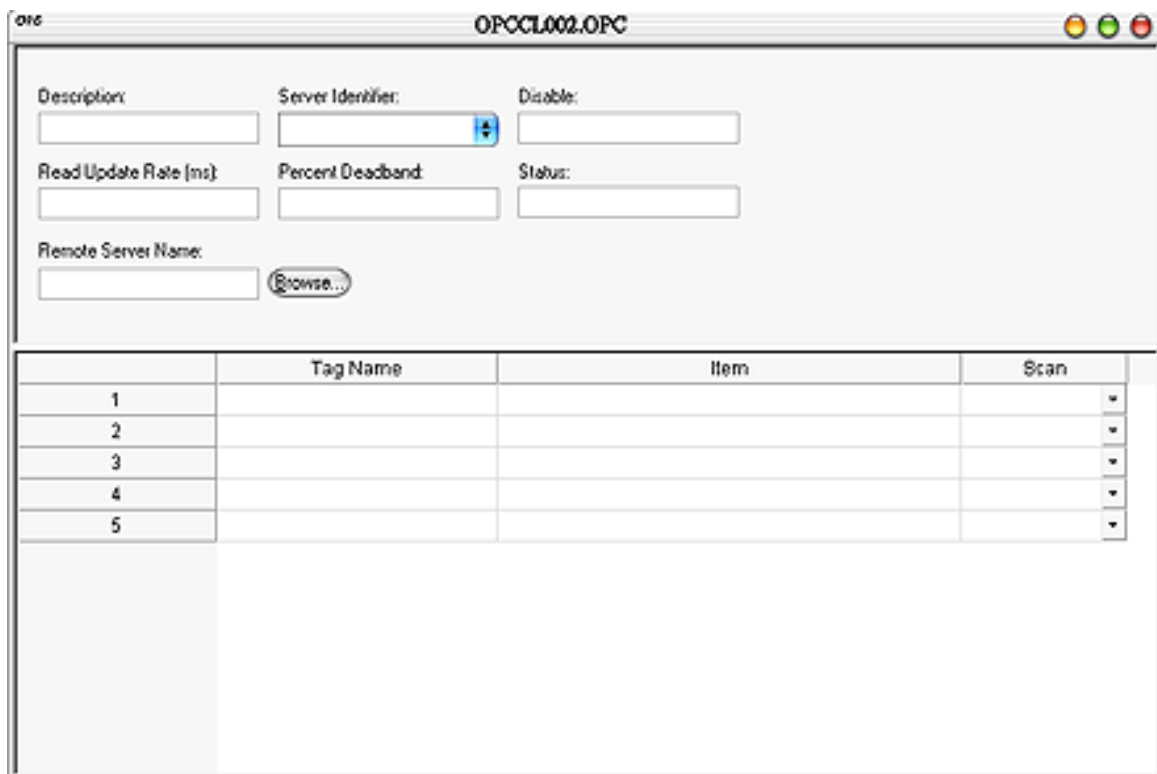 OPCCL002.OPC
Description: Server Identifier: Disable:
Read Update Rate (ms): Percent Deadband: Status:
Remote Server Name:
Browse...
Tag Name Item Scan
1
2
3
4
5